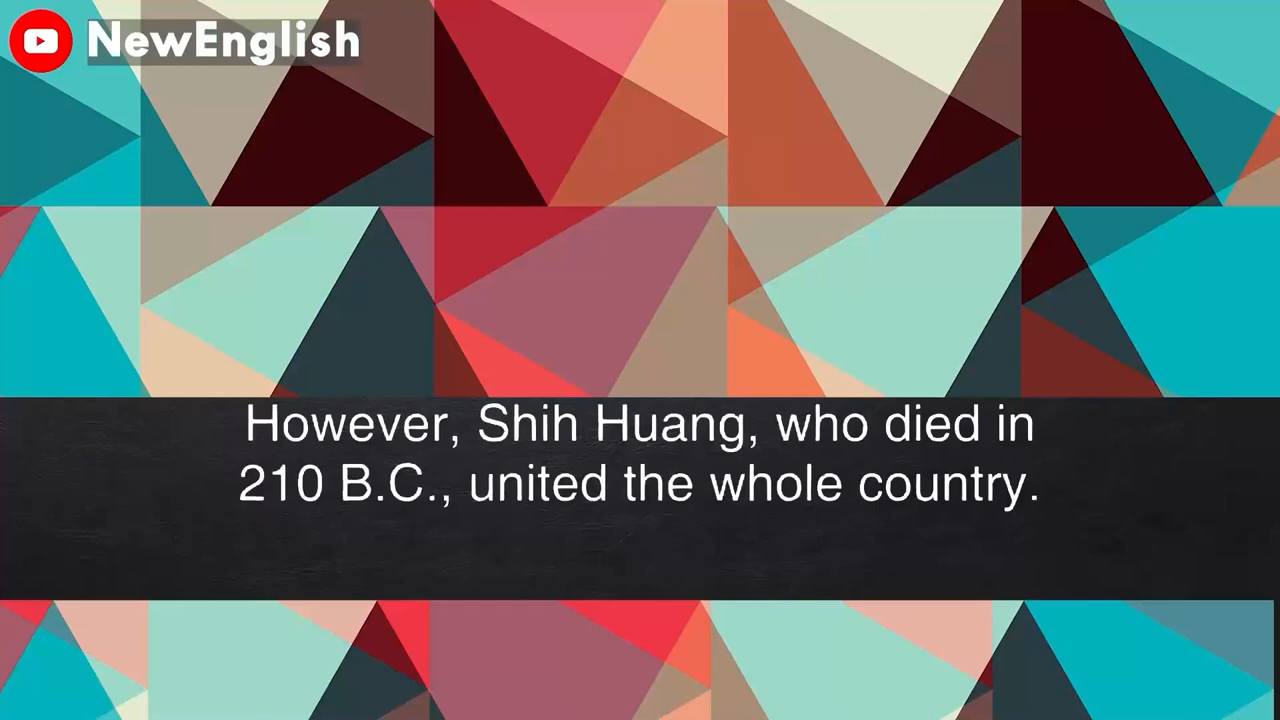 NewEnglish
However, Shih Huang, who died in
210 B.C., united the whole country.